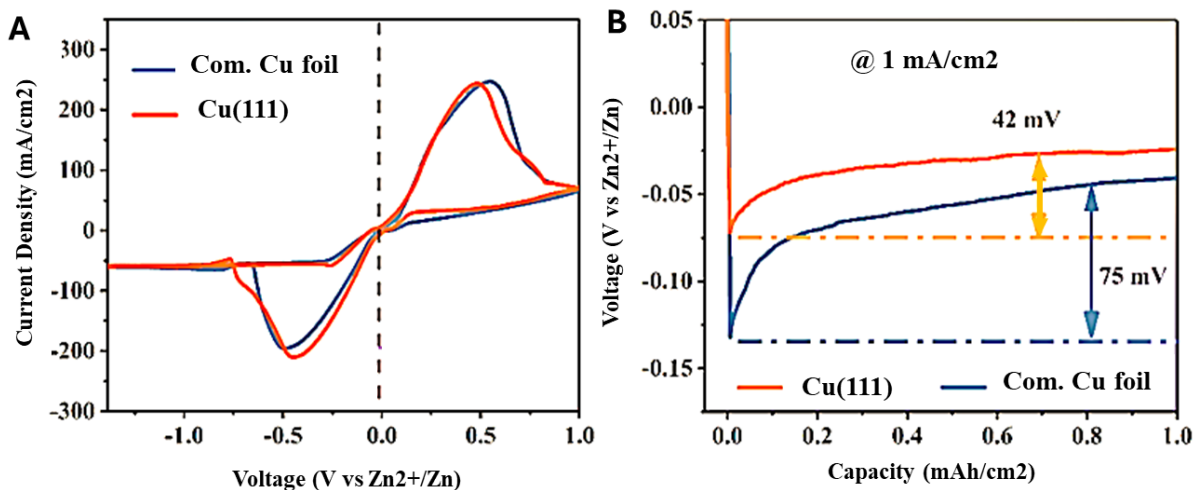 A
300
200
100
0
-100
-200
-300
Current Density (mA/cm2)
Com. Cu foil
Cu(111)
-1.0
-0.5
0.0
0.5
1.0
Voltage (V vs Zn2+/Zn)
B
0.05
0.00
-0.05
-0.10
-0.15
Voltage (V vs Zn2+/Zn)
@ 1 mA/cm2
42 mV
75 mV
Cu(111)
Com. Cu foil
0.0
0.2
0.4
0.6
0.8
1.0
Capacity (mAh/cm2)